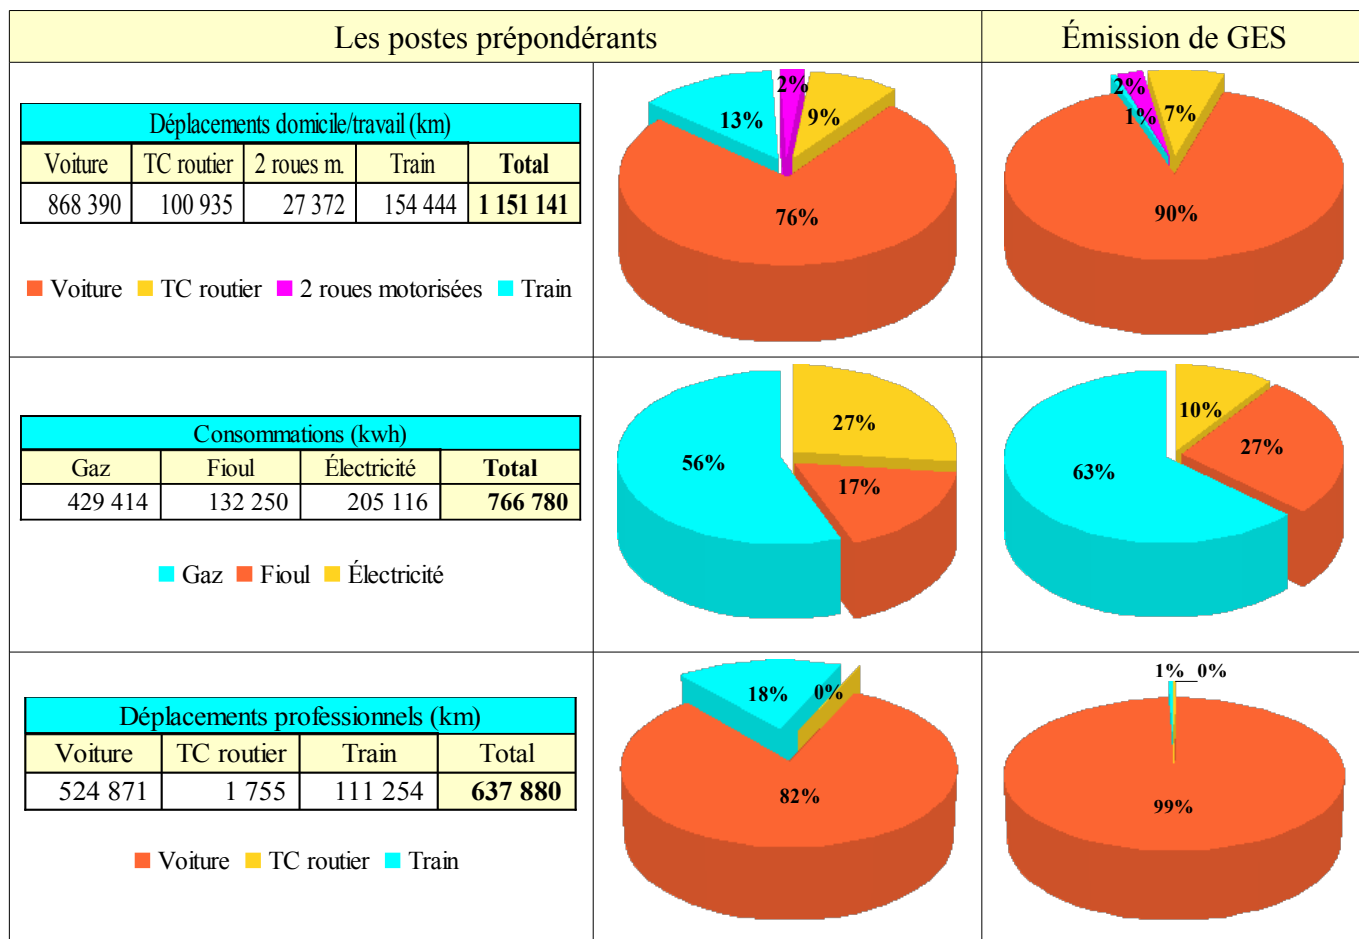 Les postes prépondérants Émission de GES
Déplacements domicile/travail (km)
Voiture TC routier 2 roues m. Train Total
868 390 100 935 27 372 154 444 1 151 141
Voiture TC routier 2 roues motorisées Train
2%
13% 9%
76%
2%
1% 7%
90%
Consommations (kwh)
Gaz Fioul Électricité Total
429 414 132 250 205 116 766 780
Gaz Fioul Électricité
27%
56%
17%
10%
27%
63%
Déplacements professionnels (km)
Voiture TC routier Train Total
524 871 1 755 111 254 637 880
Voiture TC routier Train
18% 0%
82%
1% 0%
99%